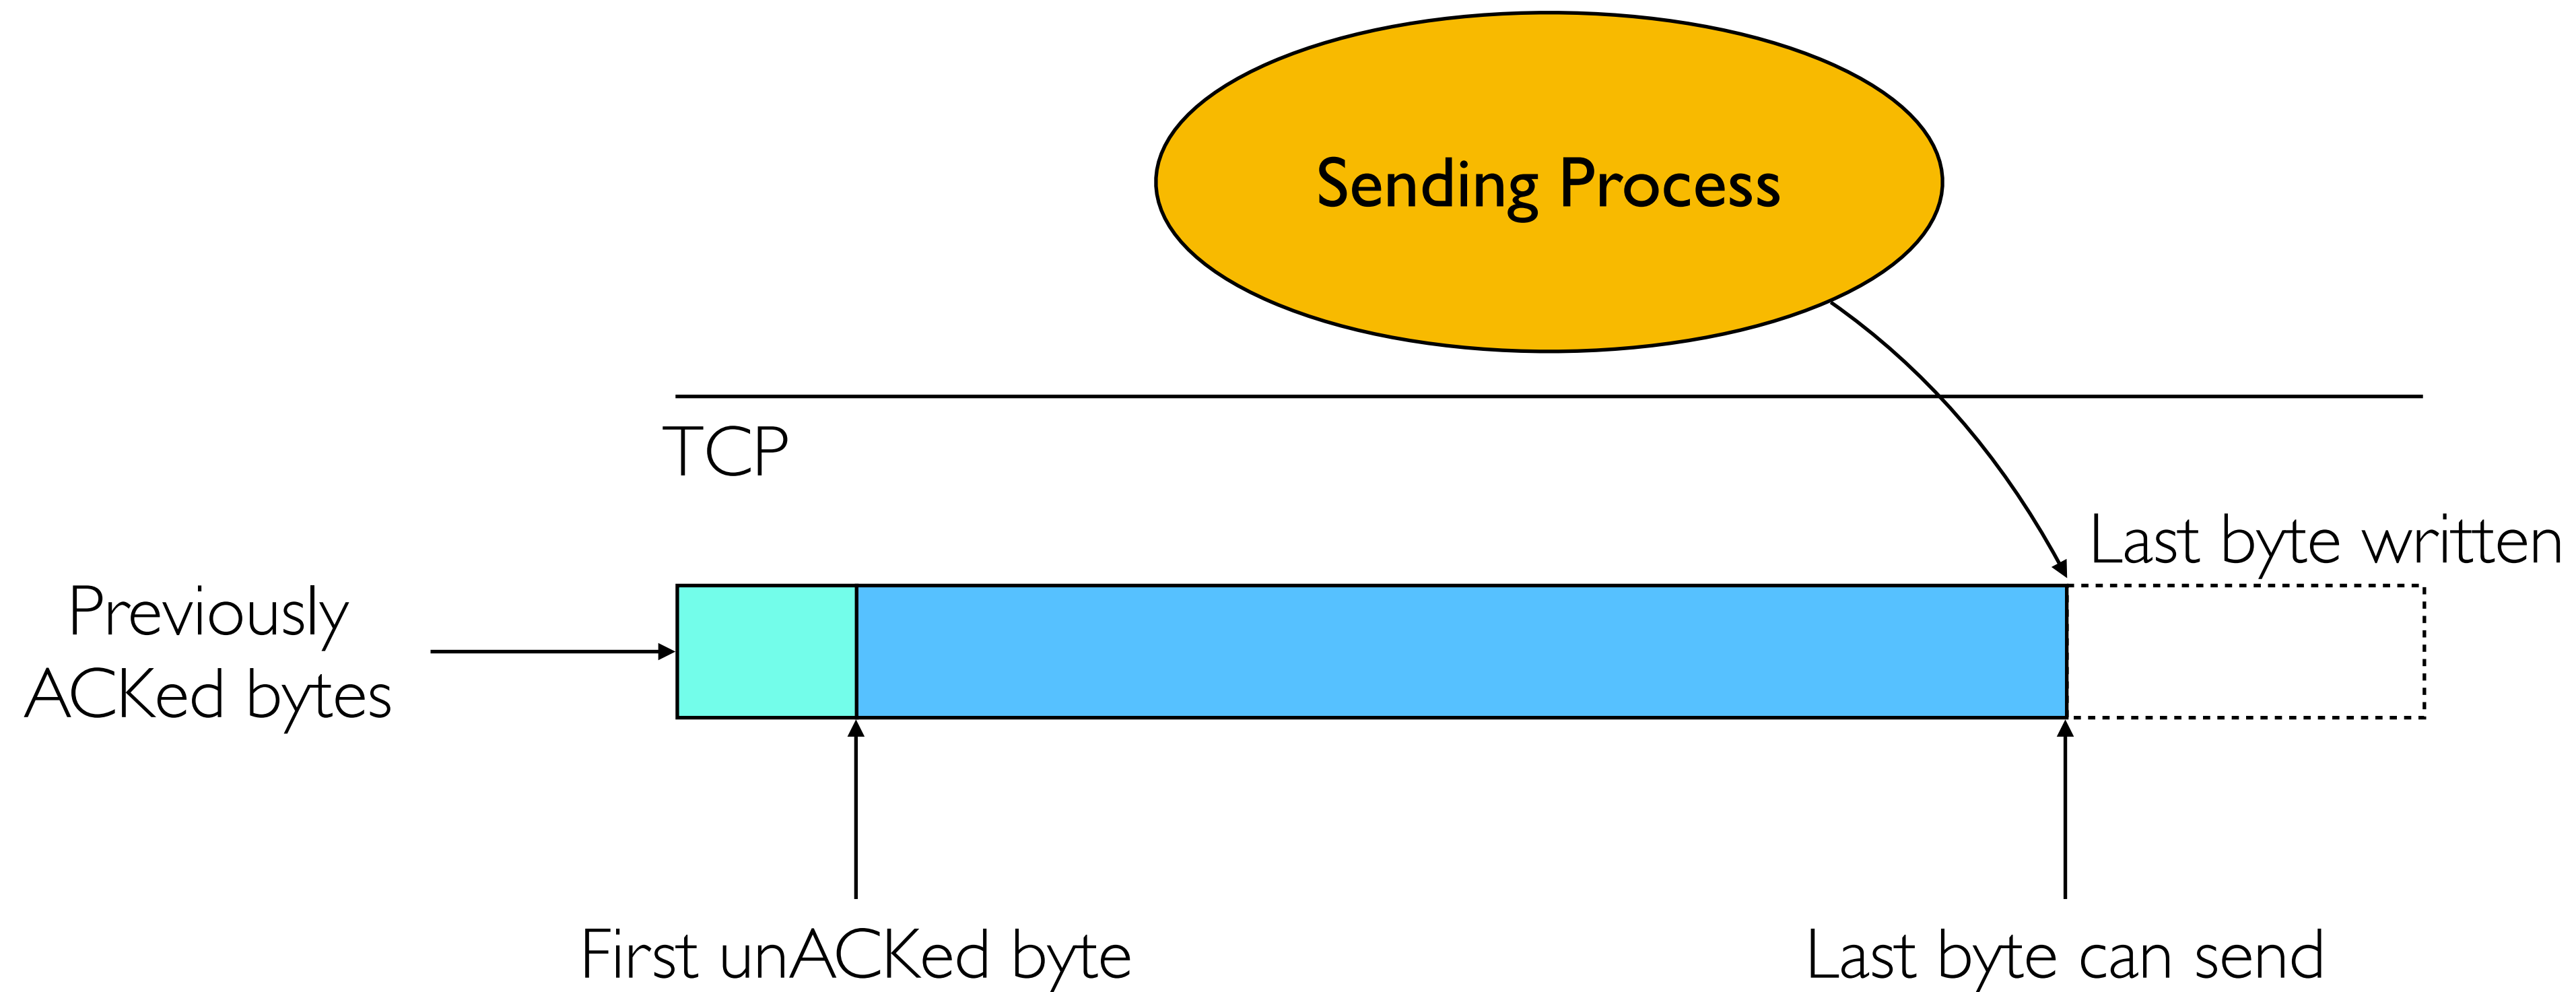 Sending Process
TCP
Last byte written
Previously
ACKed bytes
First unACKed byte
Last byte can send